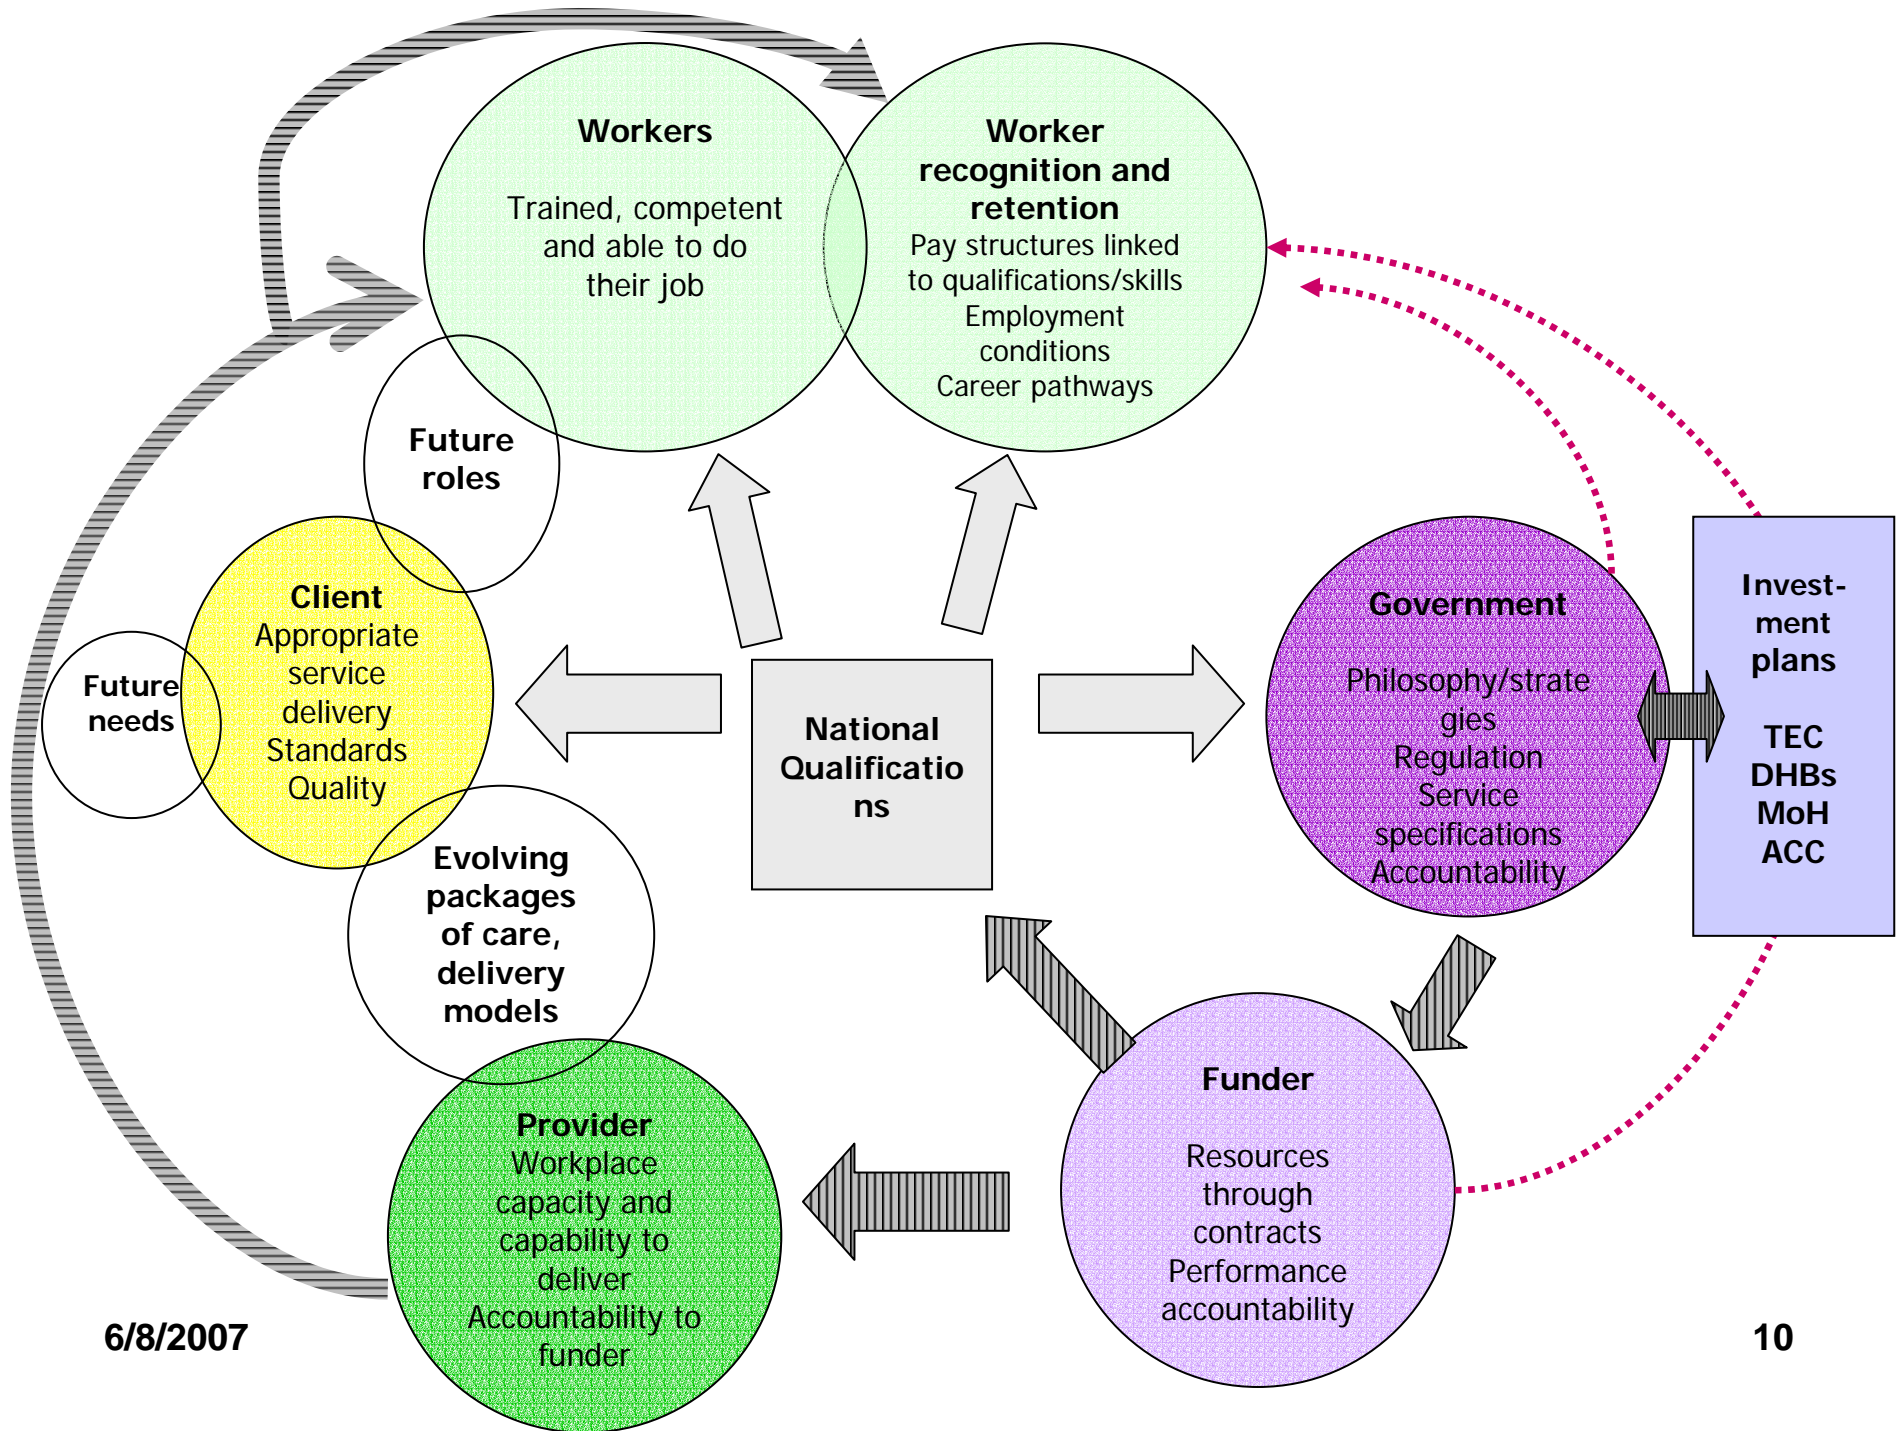 Workers
Trained, competent
and able to do
their job
Worker
recognition and
retention
Pay structures linked
to qualifications/skills
Employment
conditions
Career pathways
Future
roles
Client
Appropriate
service
delivery
Standards
Quality
Future
needs
National
Qualificatio
ns
Government
Philosophy/strate
gies
Regulation
Service
specifications
Accountability
Invest-
ment
plans
TEC
DHBs
MoH
ACC
Evolving
packages
of care,
delivery
models
Provider
Workplace
capacity and
capability to
deliver
Accountability to
funder
Funder
Resources
through
contracts
Performance
accountability
6/8/2007
10